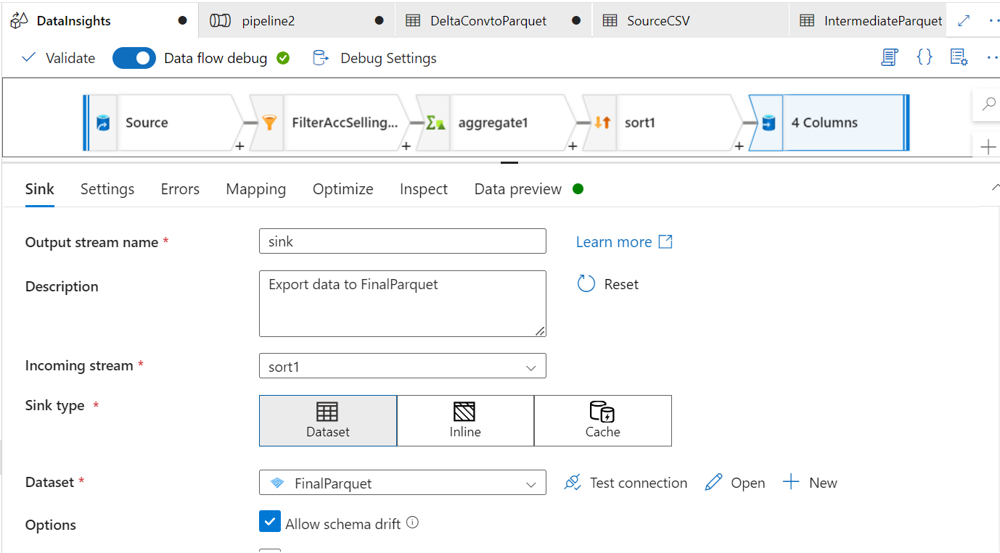 DataInsights pipeline2 DeltaConvtoParquet SourceCSV IntermediateParquet
Validate Data flow debug Debug Settings
Source FilterAccSelling... aggregate1 sort1 4 Columns
Sink Settings Errors Mapping Optimize Inspect Data preview
Output stream name * sink Learn more
Description Export data to FinalParquet Reset
Incoming stream * sort1
Sink type *
Dataset Inline Cache
Dataset * FinalParquet Test connection Open New
Options Allow schema drift